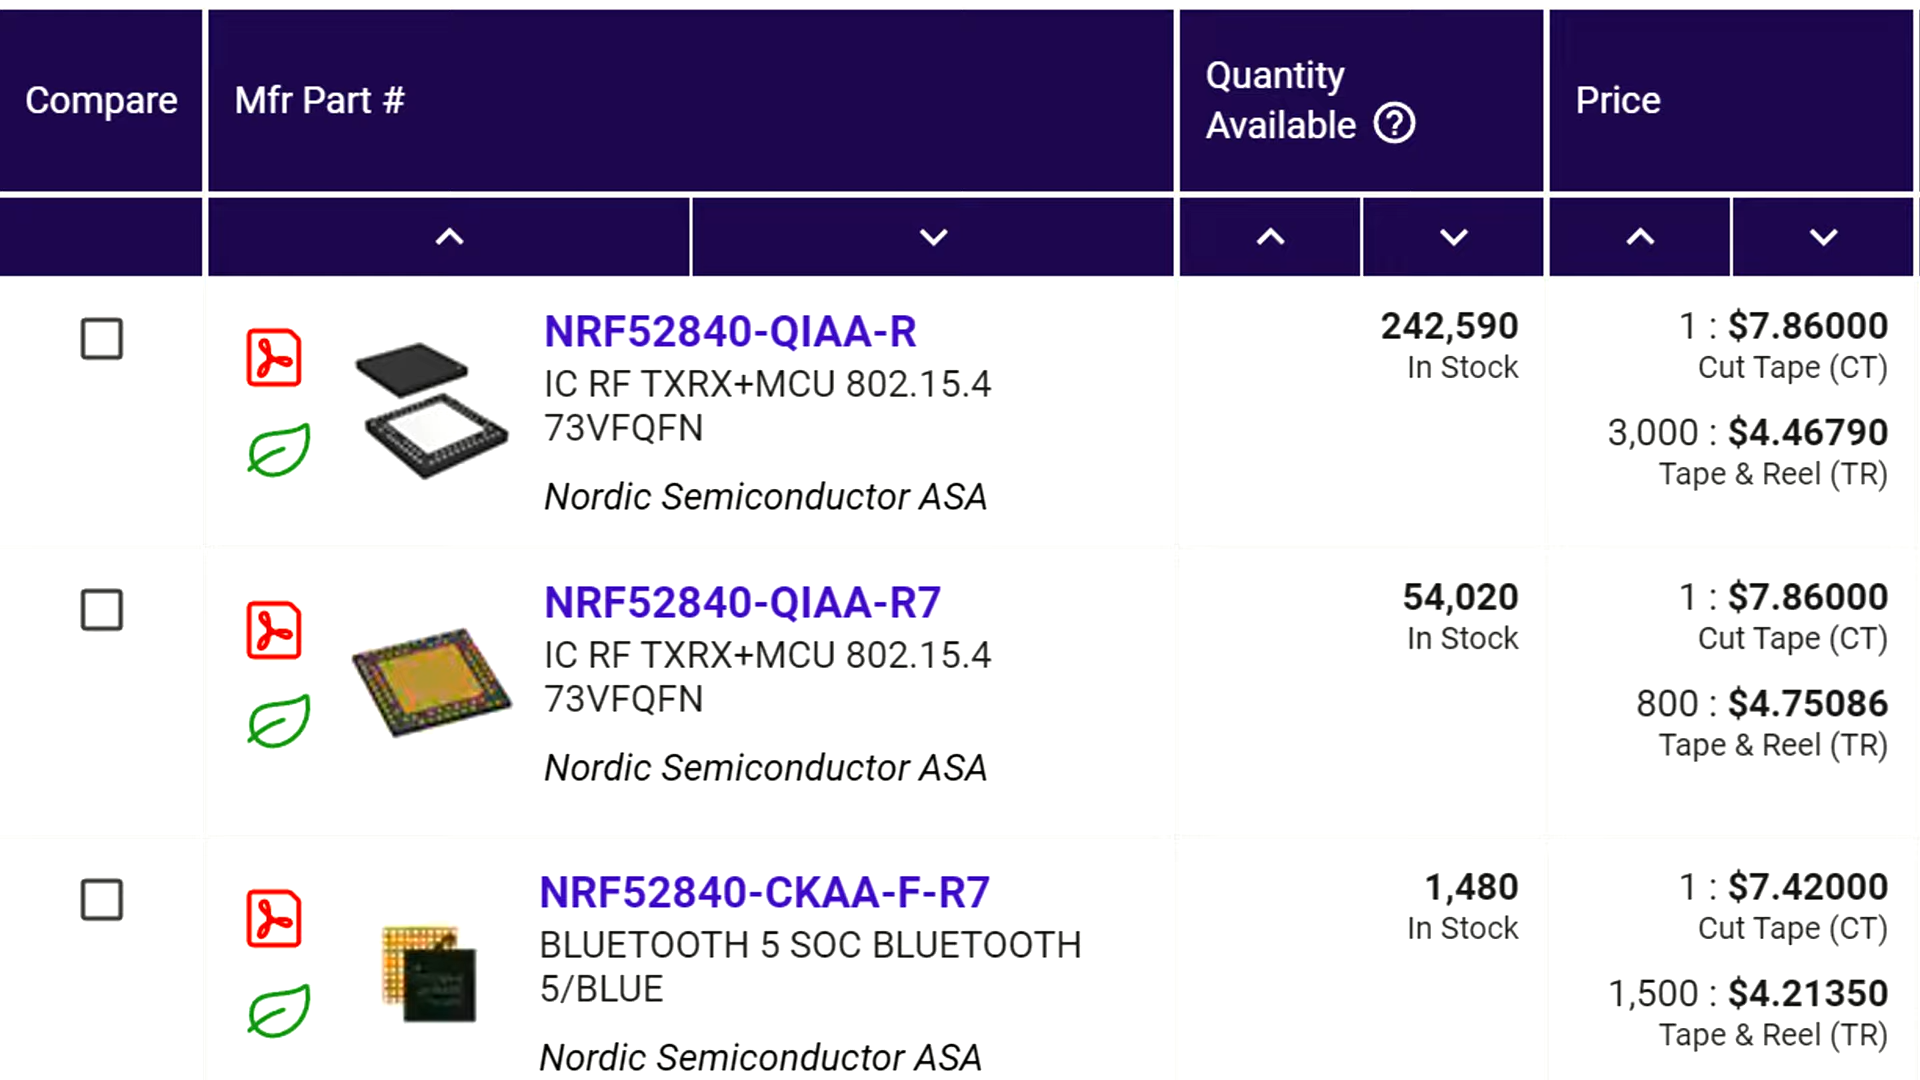 Compare
Mfr Part #
Quantity
Available
Price
NRF52840-QIAA-R
IC RF TXRX+MCU 802.15.4
73VFQFN
Nordic Semiconductor ASA
242,590
In Stock
1 : $7.86000
Cut Tape (CT)
3,000 : $4.46790
Tape & Reel (TR)
NRF52840-QIAA-R7
IC RF TXRX+MCU 802.15.4
73VFQFN
Nordic Semiconductor ASA
54,020
In Stock
1 : $7.86000
Cut Tape (CT)
800 : $4.75086
Tape & Reel (TR)
NRF52840-CKAA-F-R7
BLUETOOTH 5 SOC BLUETOOTH
5/BLUE
Nordic Semiconductor ASA
1,480
In Stock
1 : $7.42000
Cut Tape (CT)
1,500 : $4.21350
Tape & Reel (TR)